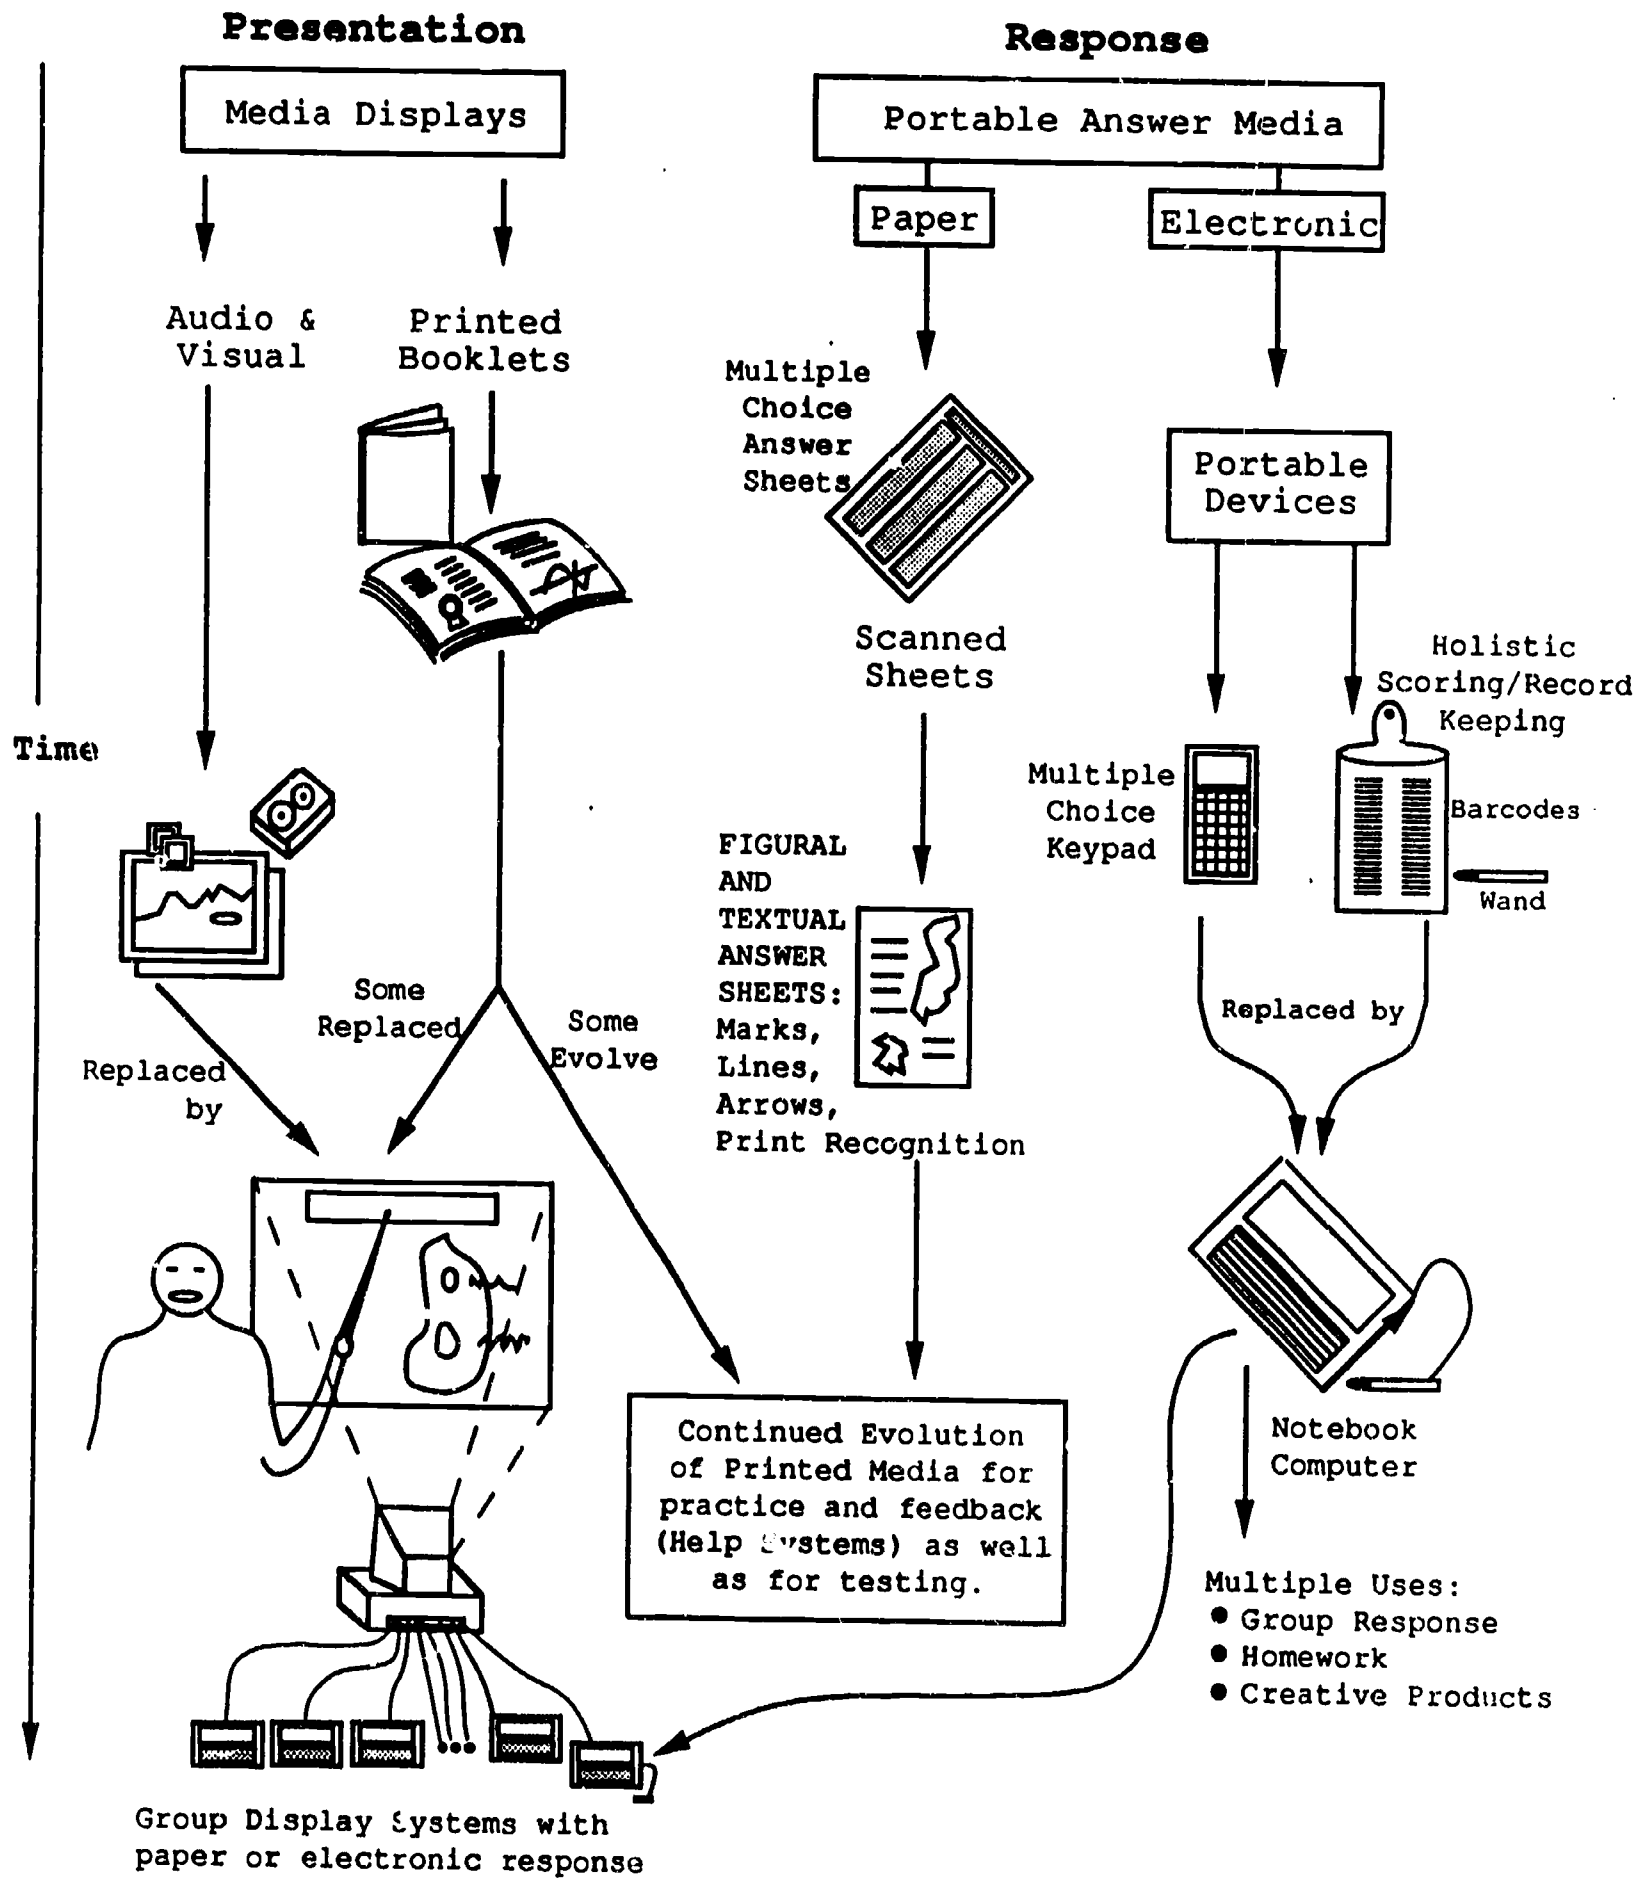 Presentation
Media Displays
Audio &
Visual
Printed
Booklets
Response
Portable Answer Media
Paper
Electronic
Multiple
Choice
Answer
Sheets
Portable
Devices
Scanned
Sheets
Holistic
Scoring/Record
Keeping
Time
Multiple
Choice
Keypad
Barcodes
Wand
FIGURAL
AND
TEXTUAL
ANSWER
SHEETS:
Marks,
Lines,
Arrows,
Print Recognition
Some
Replaced
Some
Evolve
Replaced
by
Replaced by
Continued Evolution
of Printed Media for
practice and feedback
(Help Systems) as well
as for testing.
Notebook
Computer
Multiple Uses:
• Group Response
• Homework
• Creative Products
Group Display Systems with
paper or electronic response